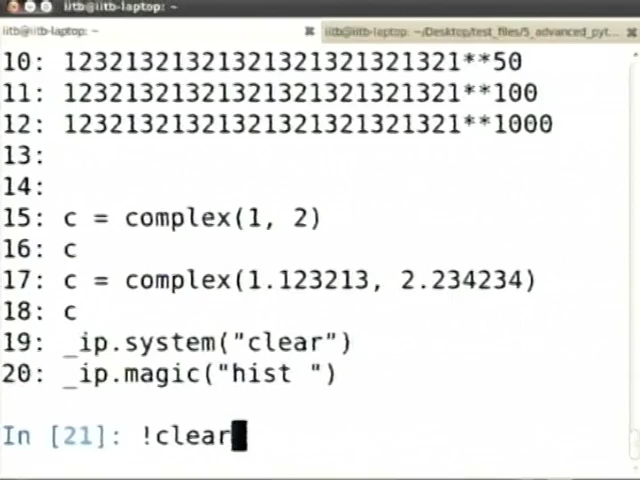 iitb@iitb-laptop: ~
iitb@iitb-laptop: ~
iitb@iitb-laptop: ~/Desktop/test_files/5_advanced_pyt...
10: 1232132132132132132132132​1**50
11: 12321321321321321321321321**100
12: 12321321321321321321321321**1000
13:
14:
15: c = complex(1, 2)
16: c
17: c = complex(1.123213, 2.234234)
18: c
19: _ip.system("clear")
20: _ip.magic("hist ")
In [21]: !clear